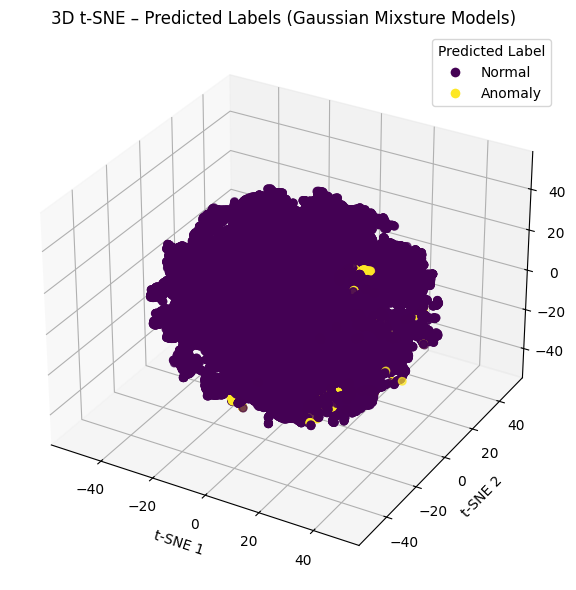 3D t-SNE – Predicted Labels (Gaussian Mixsture Models)
Predicted Label
Normal
Anomaly
40
20
0
−20
−40
40
20
0
−20
−40
t-SNE 2
−40
−20
0
20
40
t-SNE 1